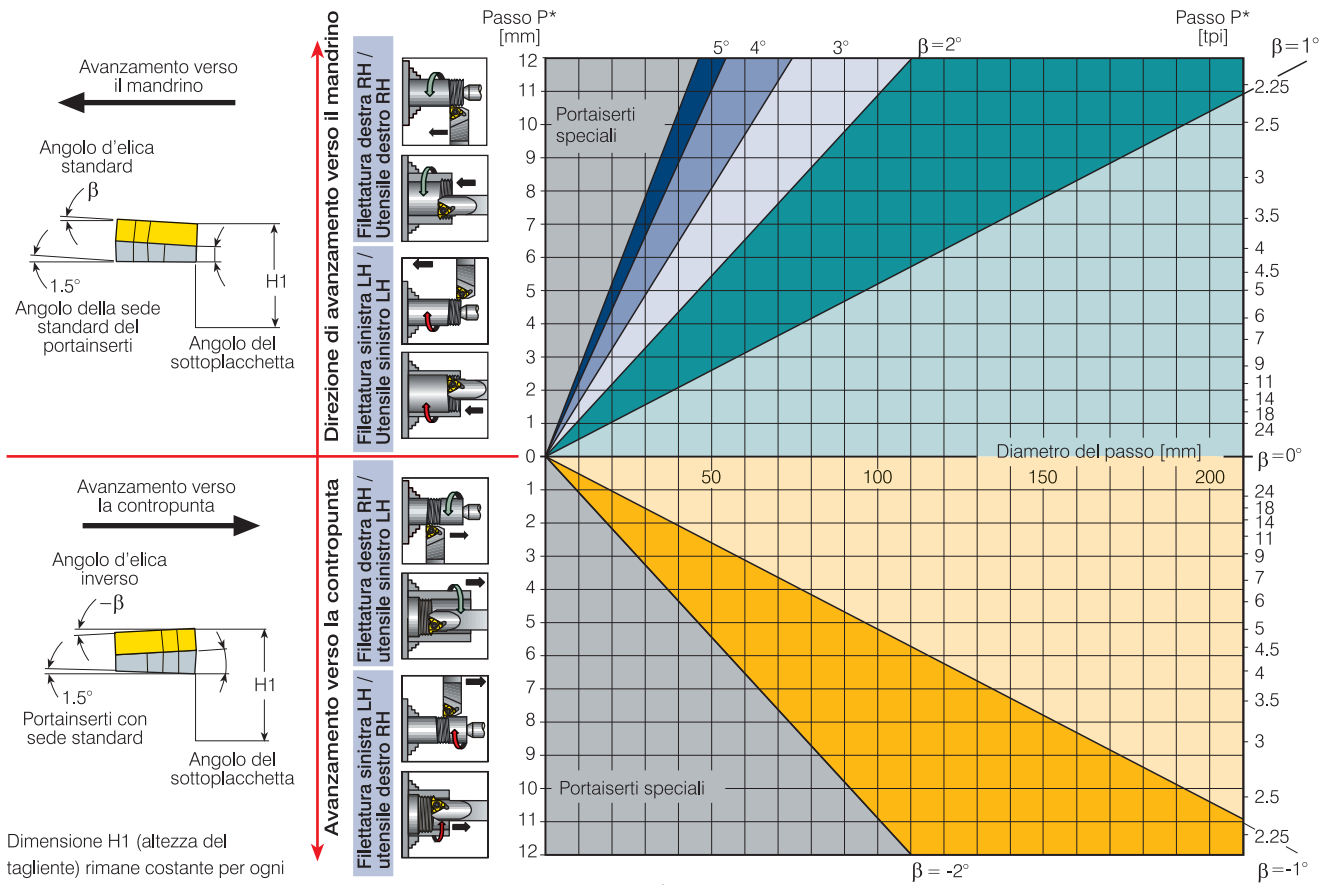 Avanzamento verso
il mandrino
Angolo d'elica
standard
β
1.5°
Angolo della sede
standard del
portainserti
H1
Angolo del
sottoplacchetta
Avanzamento verso
la contropunta
Angolo d'elica
inverso
–β
1.5°
Portainserti con
sede standard
H1
Angolo del
sottoplacchetta
Dimensione H1 (altezza del
tagliente) rimane costante per ogni
Direzione di avanzamento verso il mandrino
Avanzamento verso la contropunta
Filettatura destra RH /
Utensile destro RH
Filettatura sinistra LH /
Utensile sinistro LH
Filettatura destra RH /
utensile sinistro LH
Filettatura sinistra LH /
utensile destro RH
Passo P*
[mm]
5°
4°
3°
β=2°
Passo P*
[tpi]
β=1°
12
11
10
9
8
7
6
5
4
3
2
1
0
1
2
3
4
5
6
7
8
9
10
11
12
Portaiserti
speciali
Diametro del passo [mm]
50
100
150
200
Portaiserti speciali
2.25
2.5
3
3.5
4
4.5
5
6
7
9
11
14
18
24
β=0°
24
18
14
11
9
7
6
5
4.5
4
3.5
3
2.5
2.25
β = -2°
β=-1°